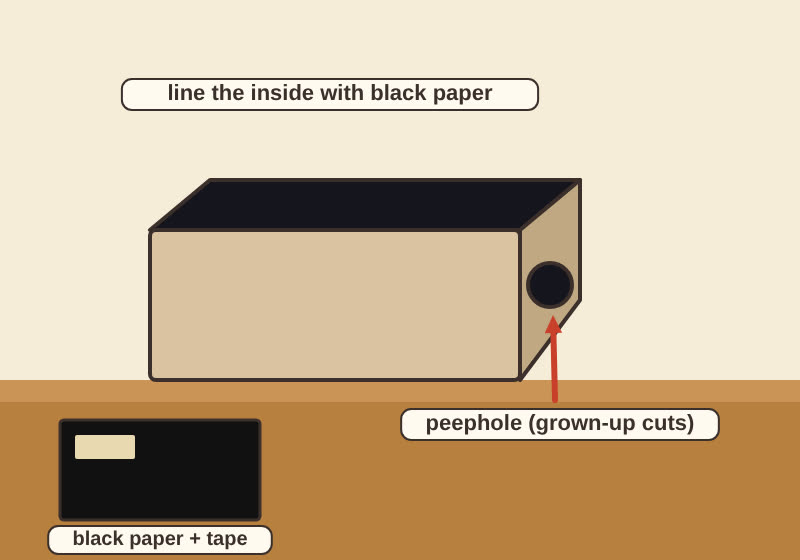 line the inside with black paper
peephole (grown-up cuts)
black paper + tape